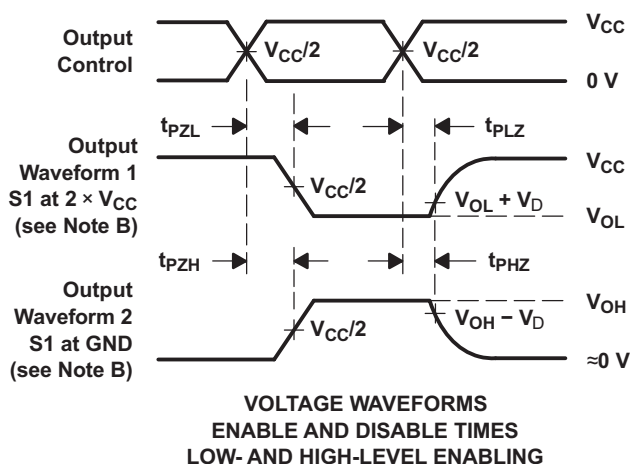 Output
Control
V_CC/2
V_CC/2
V_CC
0 V
t_PZL
t_PLZ
Output
Waveform 1
S1 at 2 × V_CC
(see Note B)
V_CC/2
V_OL + V_D
V_CC
V_OL
t_PZH
t_PHZ
Output
Waveform 2
S1 at GND
(see Note B)
V_CC/2
V_OH − V_D
V_OH
≈0 V
VOLTAGE WAVEFORMS
ENABLE AND DISABLE TIMES
LOW- AND HIGH-LEVEL ENABLING